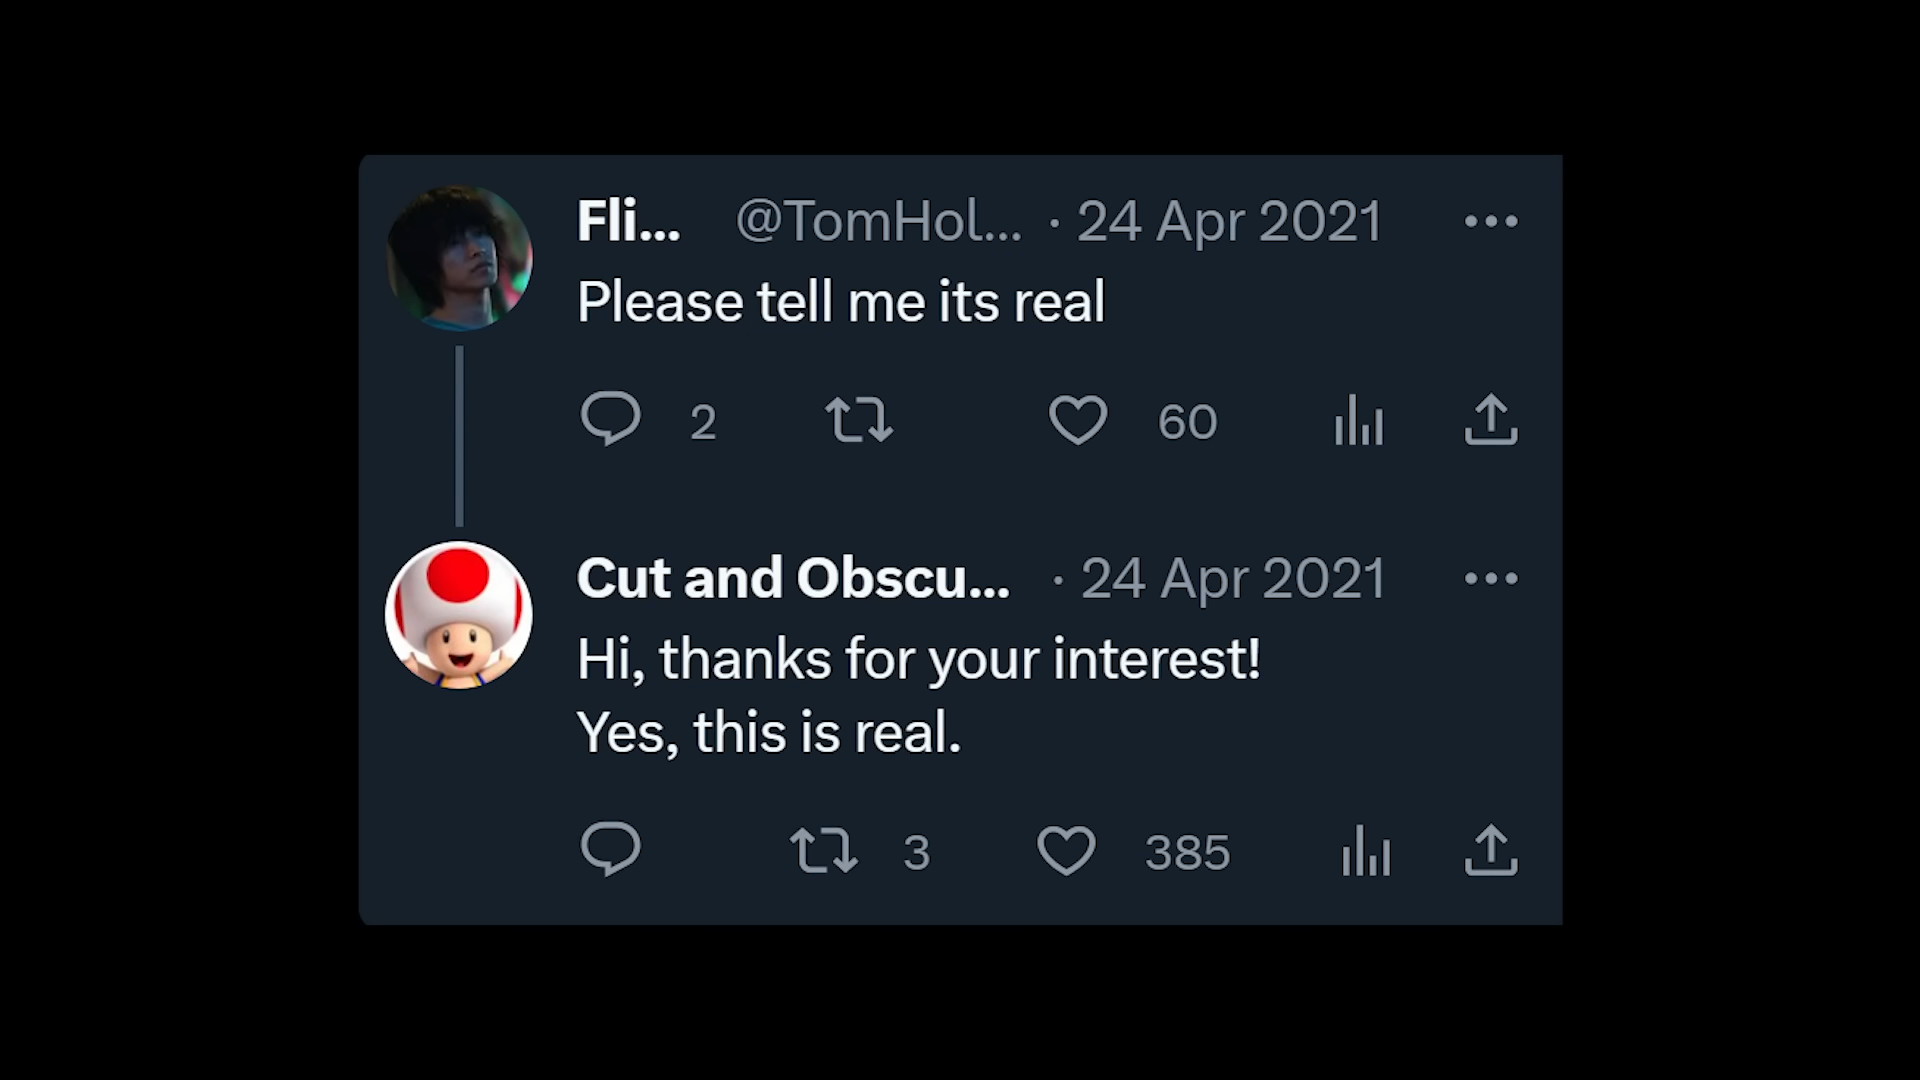 Fli... @TomHol... · 24 Apr 2021
Please tell me its real
2 60
Cut and Obscu... · 24 Apr 2021
Hi, thanks for your interest!
Yes, this is real.
3 385